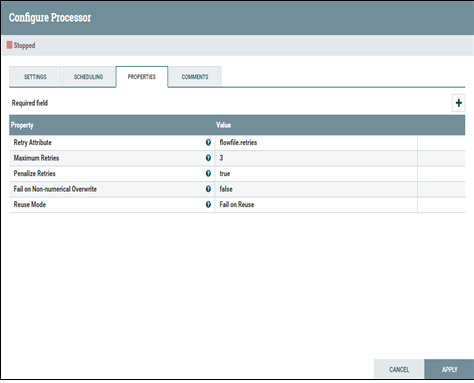 Configure Processor
Stopped
SETTINGS SCHEDULING PROPERTIES COMMENTS
Required field
Property Value
Retry Attribute flowfile.retries
Maximum Retries 3
Penalize Retries true
Fail on Non-numerical Overwrite false
Reuse Mode Fail on Reuse
CANCEL APPLY